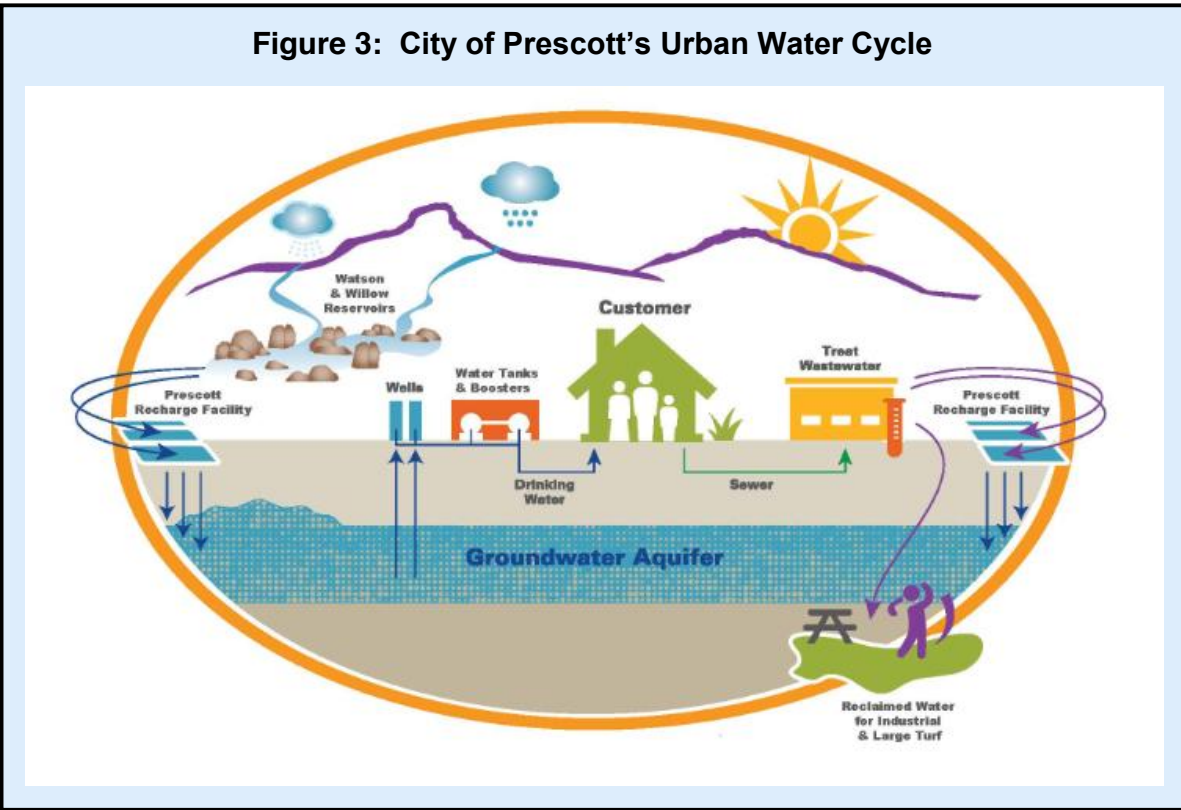 Figure 3: City of Prescott's Urban Water Cycle
Watson
& Willow
Reservoirs
Customer
Prescott
Recharge Facility
Wells
Water Tanks
& Boosters
Treat
Wastewater
Prescott
Recharge Facility
Drinking
Water
Sewer
Groundwater Aquifer
Reclaimed Water
for Industrial
& Large Turf